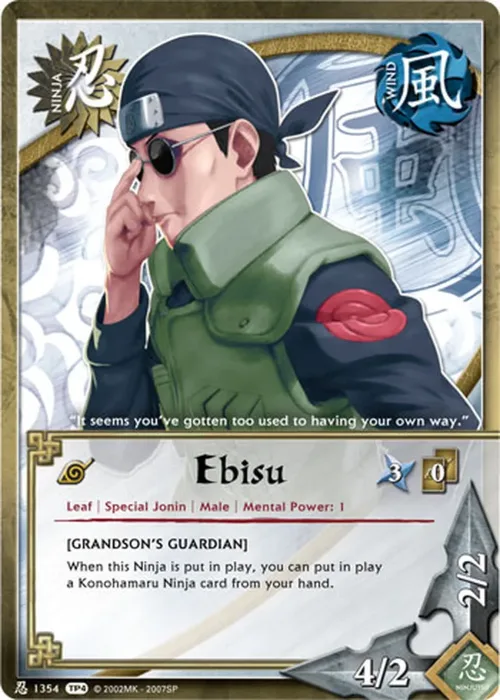 NINJA
忍
WIND
風
"It seems you've gotten too used to having your own way."
Ebisu
3
0
Leaf | Special Jonin | Male | Mental Power: 1
[GRANDSON'S GUARDIAN]
When this Ninja is put in play, you can put in play
a Konohamaru Ninja card from your hand.
2/2
4/2
忍
NINJUTSU
忍 1354 TP4 © 2002MK - 2007SP